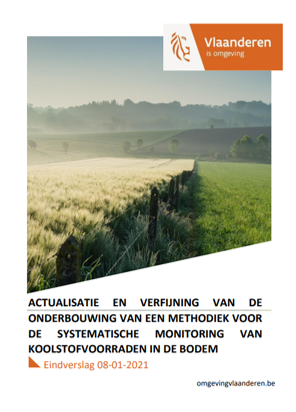 Vlaanderen
is omgeving
ACTUALISATIE EN VERFIJNING VAN DE
ONDERBOUWING VAN EEN METHODIEK VOOR
DE SYSTEMATISCHE MONITORING VAN
KOOLSTOFVOORRADEN IN DE BODEM
Eindverslag 08-01-2021
omgevingvlaanderen.be